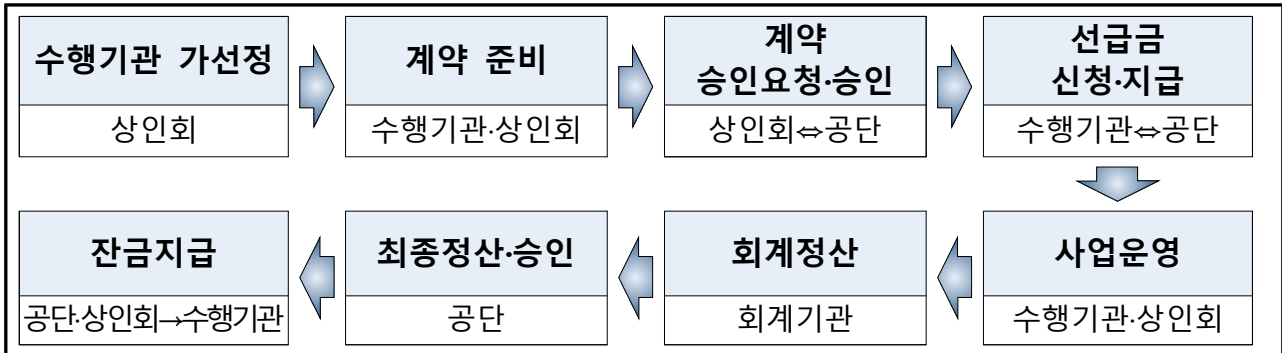 수행기관 가선정
상인회
계약 준비
수행기관·상인회
계약
승인요청·승인
상인회⇔공단
선급금
신청·지급
수행기관⇔공단
사업운영
수행기관·상인회
회계정산
회계기관
최종정산·승인
공단
잔금지급
공단·상인회→수행기관